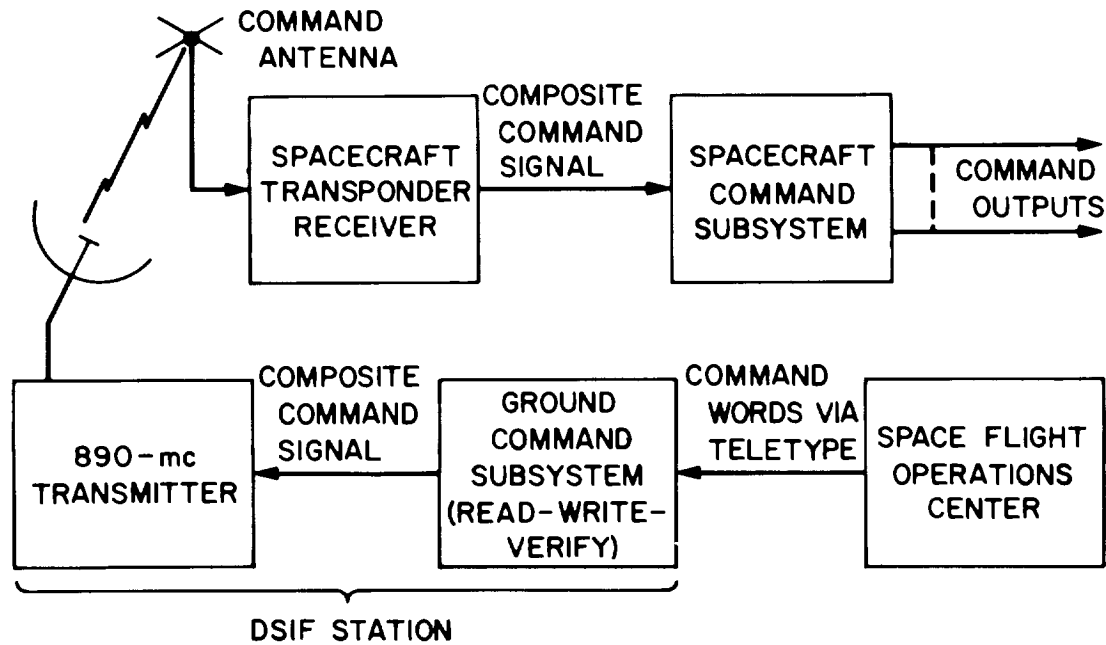 COMMAND
ANTENNA
SPACECRAFT
TRANSPONDER
RECEIVER
COMPOSITE
COMMAND
SIGNAL
SPACECRAFT
COMMAND
SUBSYSTEM
COMMAND
OUTPUTS
890-mc
TRANSMITTER
COMPOSITE
COMMAND
SIGNAL
GROUND
COMMAND
SUBSYSTEM
(READ-WRITE-
VERIFY)
COMMAND
WORDS VIA
TELETYPE
SPACE FLIGHT
OPERATIONS
CENTER
DSIF STATION